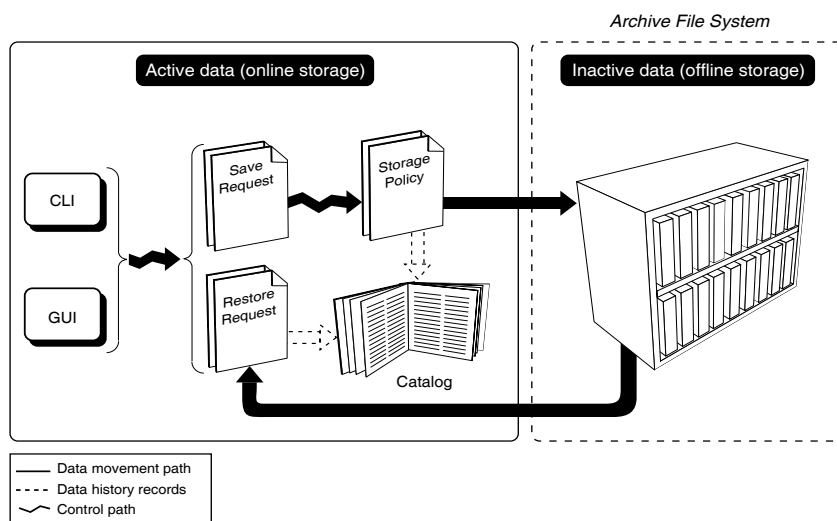 Archive File System
Active data (online storage)
Inactive data (offline storage)
CLI
GUI
Save
Request
Storage
Policy
Restore
Request
Catalog
Data movement path
Data history records
Control path